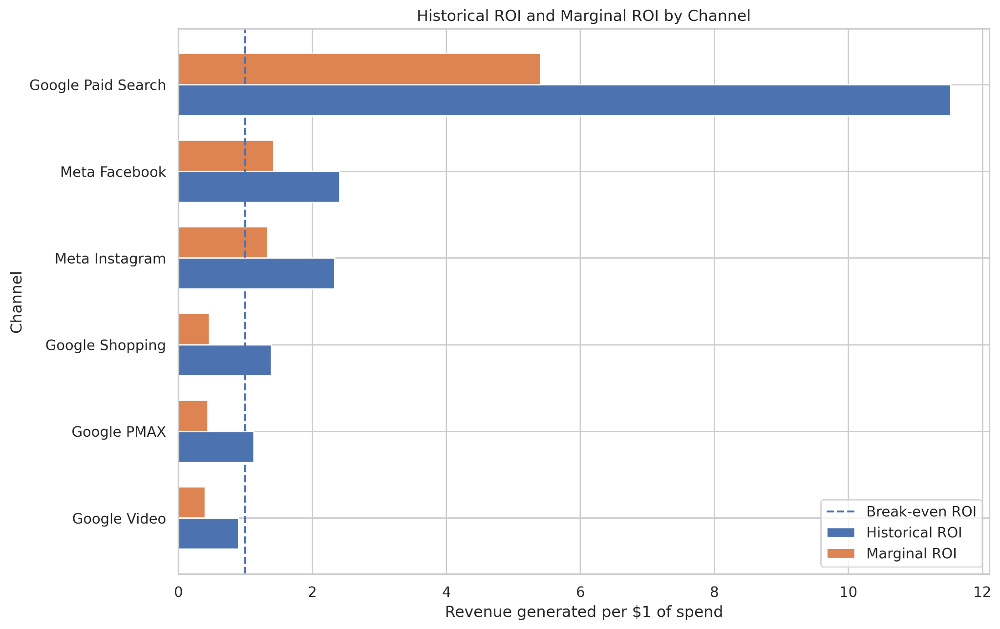 Historical ROI and Marginal ROI by Channel
Channel
Google Paid Search
Meta Facebook
Meta Instagram
Google Shopping
Google PMAX
Google Video
Break-even ROI
Historical ROI
Marginal ROI
0 2 4 6 8 10 12
Revenue generated per $1 of spend